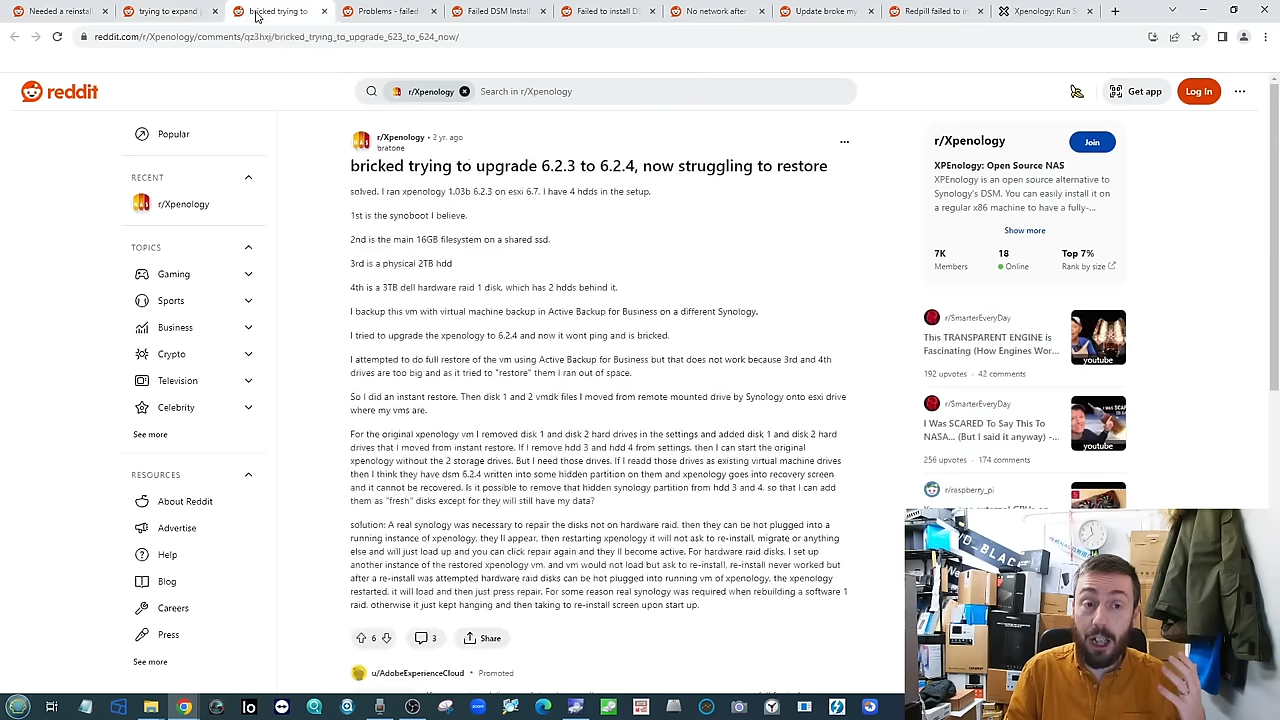 Needed a reinstal
trying to expand
bricked trying to
Problems - failed
Failed DSM Install
Failed to install D
No network after
Update broke my
Redpill failed to in
Xpenology: Run S
reddit.com/r/Xpenology/comments/qz3hxj/bricked_trying_to_upgrade_623_to_624_now/
reddit
r/Xpenology
Search in r/Xpenology
Get app
Log In
Popular
RECENT
r/Xpenology
TOPICS
Gaming
Sports
Business
Crypto
Television
Celebrity
See more
RESOURCES
About Reddit
Advertise
Help
Blog
Careers
Press
See more
r/Xpenology • 2 yr. ago
bratone
bricked trying to upgrade 6.2.3 to 6.2.4, now struggling to restore
solved. I ran xpenology 1.03b 6.2.3 on esxi 6.7. I have 4 hdds in the setup.
1st is the synoboot I believe.
2nd is the main 16GB filesystem on a shared ssd.
3rd is a physical 2TB hdd
4th is a 3TB dell hardware raid 1 disk, which has 2 hdds behind it.
I backup this vm with virtual machine backup in Active Backup for Business on a different Synology.
I tried to upgrade the xpenology to 6.2.4 and now it wont ping and is bricked.
I attempted to do full restore of the vm using Active Backup for Business but that does not work because 3rd and 4th
drives are too big and as it tried to "restore" them I ran out of space.
So I did an instant restore. Then disk 1 and 2 vmdk files I moved from remote mounted drive by Synology onto esxi drive
where my vms are.
For the original xpenology vm I removed disk 1 and disk 2 hard drives in the settings and added disk 1 and disk 2 hard
drives that I restored from instant restore. If I remove hdd 3 and hdd 4 from settings, then I can start the original
xpenology without the 2 storage drives. But I need those drives. If I readd those drives as existing virtual machine drives
then I think they have dsm 6.2.4 written into some hidden partition on them and xpenology goes into recovery screen
and it cannot be recovered. Is it possible to remove that hidden synology partition from hdd 3 and 4, so that I can add
them as "fresh" disks except for they will still have my data?
solution: A real synology was necessary to repair the disks not on hardware raid, then they can be hot plugged into a
running instance of xpenology, they ll appear, then restarting xpenology it will not ask to re-install, migrate or anything
else and will just load up and you can click repair again and they ll become active. For hardware raid disks, I set up
another instance of the restored xpenology vm, and vm would not load but ask to re-install, re-install never worked but
after a re-install was attempted hardware raid disks can be hot plugged into running vm of xpenology, the xpenology
restarted, it will load and then just press repair. For some reason real synology was required when rebuilding a software 1
raid, otherwise it just kept hanging and then taking to re-install screen upon start up.
6
3
Share
u/AdobeExperienceCloud • Promoted
r/Xpenology
Join
XPEnology: Open Source NAS
XPEnology is an open source alternative to
Synology's DSM. You can easily install it on
a regular x86 machine to have a fully-...
Show more
7K
18
Top 7%
Members
Online
Rank by size
r/SmarterEveryDay
This TRANSPARENT ENGINE is
Fascinating (How Engines Wor...
youtube
192 upvotes · 42 comments
r/SmarterEveryDay
I Was SCARED To Say This To
NASA... (But I said it anyway) -...
youtube
256 upvotes · 174 comments
r/raspberry_pi
WD_BLAC
zoom